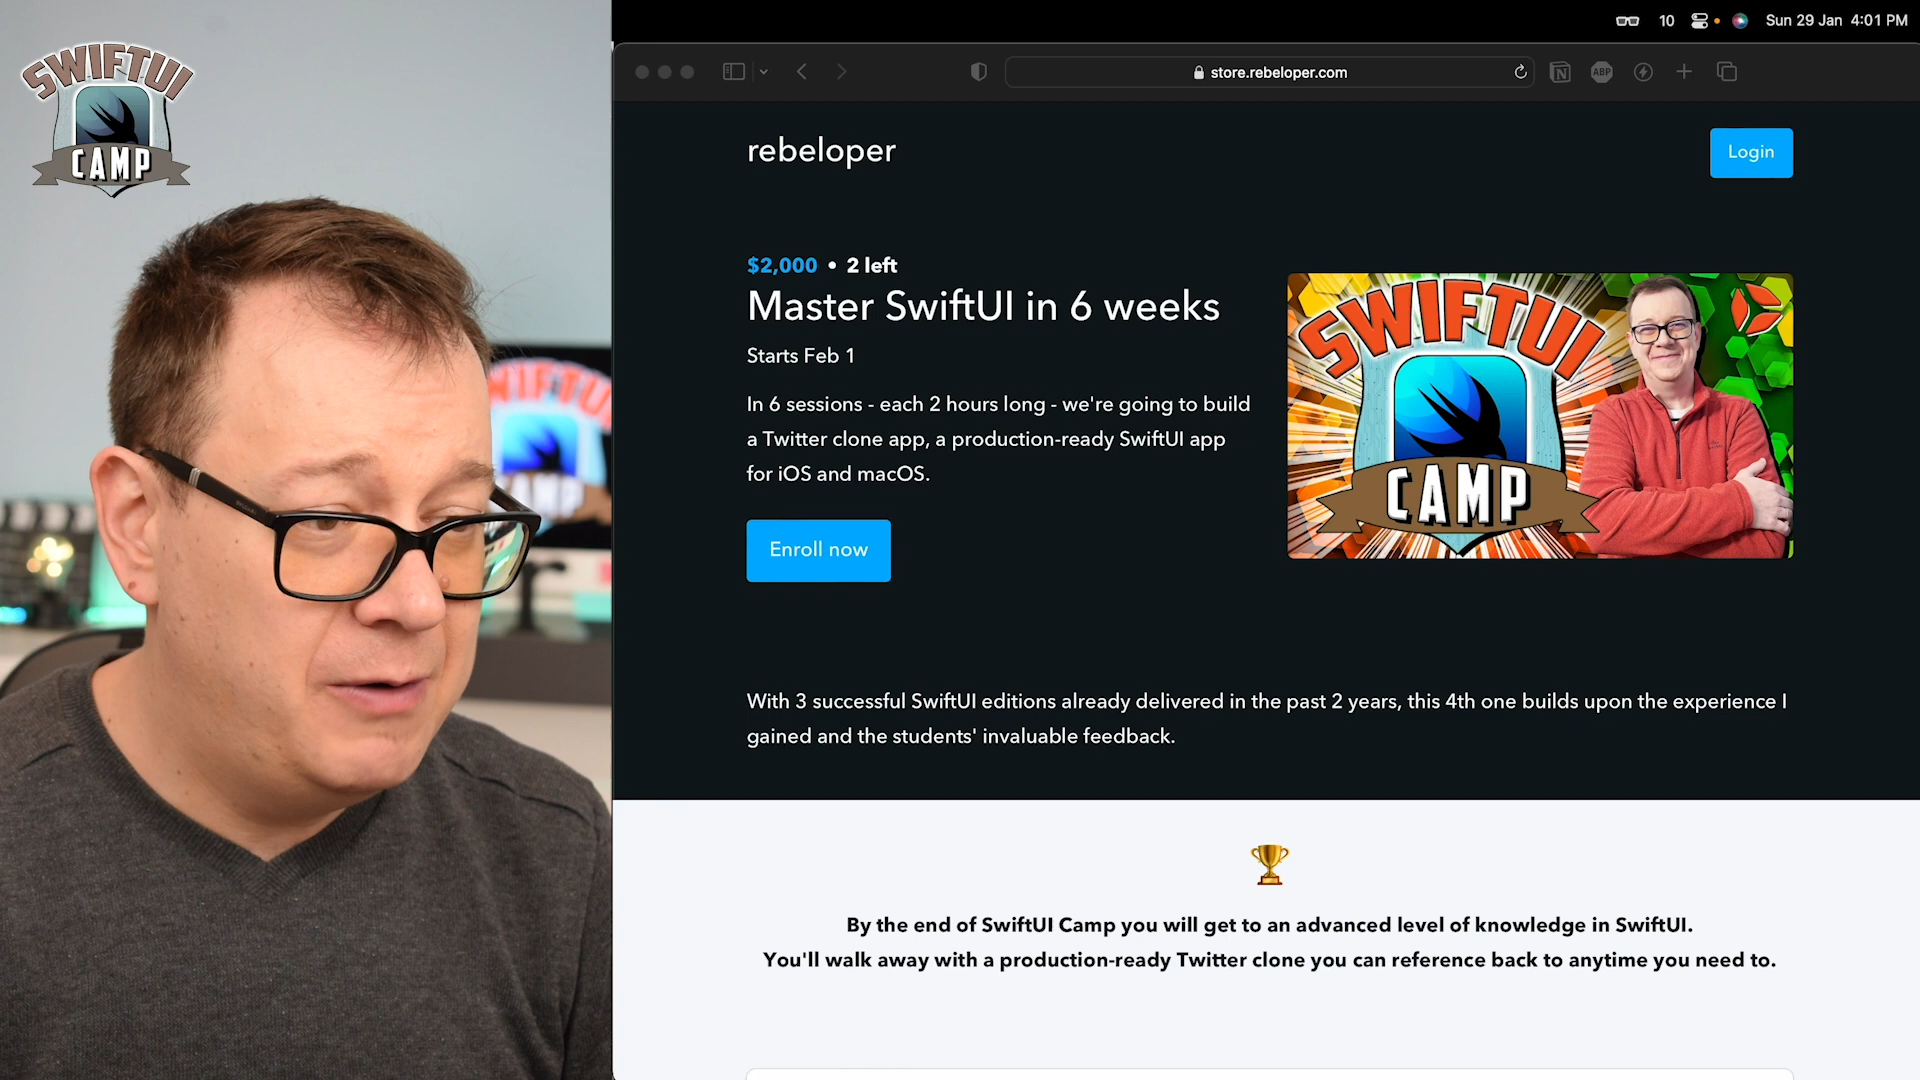 SWIFTUI
CAMP
10
Sun 29 Jan 4:01 PM
store.rebeloper.com
ABP
rebeloper
Login
$2,000 • 2 left
Master SwiftUI in 6 weeks
Starts Feb 1
In 6 sessions - each 2 hours long - we're going to build
a Twitter clone app, a production-ready SwiftUI app
for iOS and macOS.
Enroll now
SWIFTUI
CAMP
With 3 successful SwiftUI editions already delivered in the past 2 years, this 4th one builds upon the experience I
gained and the students' invaluable feedback.
By the end of SwiftUI Camp you will get to an advanced level of knowledge in SwiftUI.
You'll walk away with a production-ready Twitter clone you can reference back to anytime you need to.